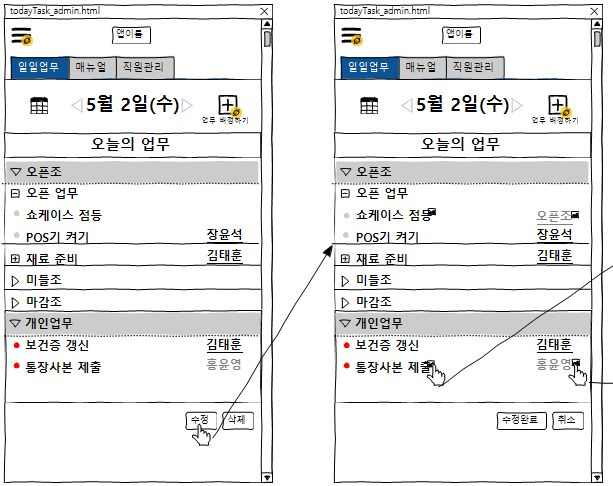 todayTask_admin.html
앱이름
일일업무 매뉴얼 직원관리
5월 2일(수)
업무 배정하기
오늘의 업무
오픈조
오픈 업무
쇼케이스 점등
POS기 켜기 장윤석
재료 준비 김태훈
미들조
마감조
개인업무
보건증 갱신 김태훈
통장사본 제출 홍윤영
수정 삭제
todayTask_admin.html
앱이름
일일업무 매뉴얼 직원관리
5월 2일(수)
업무 배정하기
오늘의 업무
오픈조
오픈 업무
쇼케이스 점등 오픈조
POS기 켜기 장윤석
재료 준비 김태훈
미들조
마감조
개인업무
보건증 갱신 김태훈
통장사본 제출 홍윤영
수정완료 취소